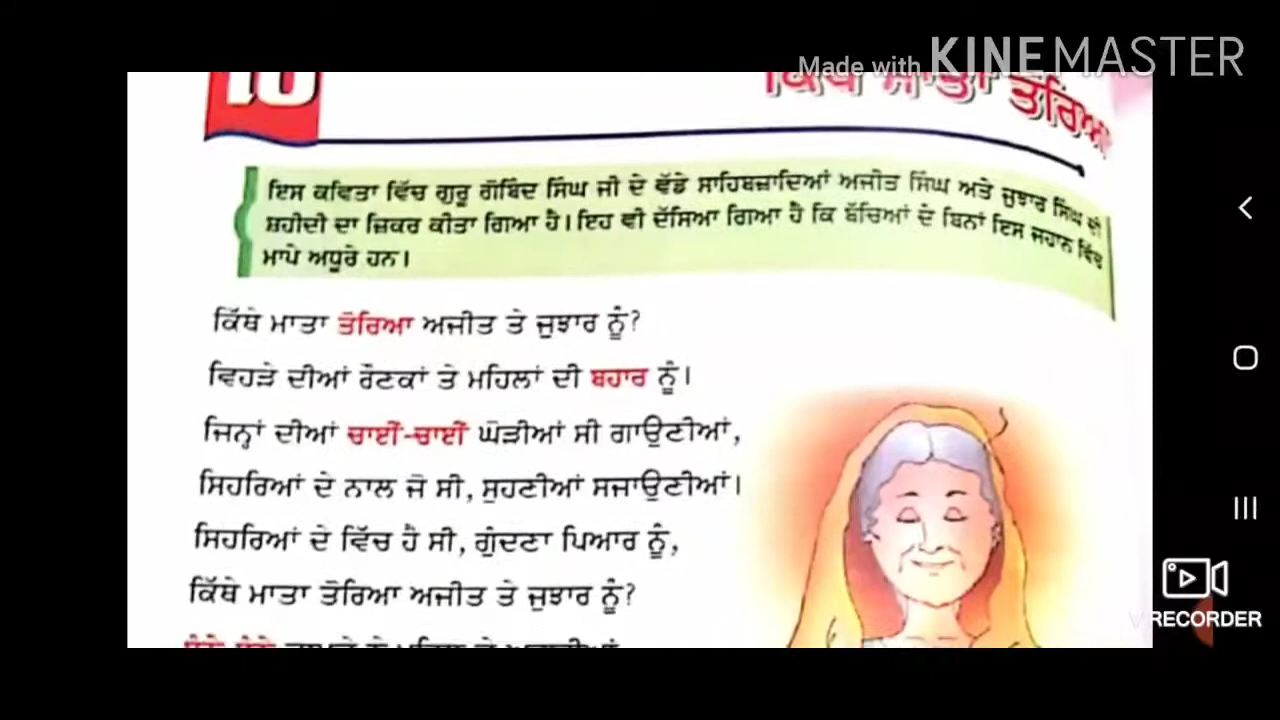 Made with KINEMASTER
10
ਕਿੱਥੇ ਮਾਤਾ ਤੋਰਿਆ
ਇਸ ਕਵਿਤਾ ਵਿੱਚ ਗੁਰੂ ਗੋਬਿੰਦ ਸਿੰਘ ਜੀ ਦੇ ਵੱਡੇ ਸਾਹਿਬਜ਼ਾਦਿਆਂ ਅਜੀਤ ਸਿੰਘ ਅਤੇ ਜੁਝਾਰ ਸਿੰਘ ਦੀ
ਸ਼ਹੀਦੀ ਦਾ ਜ਼ਿਕਰ ਕੀਤਾ ਗਿਆ ਹੈ। ਇਹ ਵੀ ਦੱਸਿਆ ਗਿਆ ਹੈ ਕਿ ਬੱਚਿਆਂ ਦੇ ਬਿਨਾਂ ਇਸ ਜਹਾਨ ਵਿੱਚ
ਮਾਪੇ ਅਧੂਰੇ ਹਨ।
ਕਿੱਥੇ ਮਾਤਾ ਤੋਰਿਆ ਅਜੀਤ ਤੇ ਜੁਝਾਰ ਨੂੰ?
ਵਿਹੜੇ ਦੀਆਂ ਰੌਣਕਾਂ ਤੇ ਮਹਿਲਾਂ ਦੀ ਬਹਾਰ ਨੂੰ।
ਜਿਨ੍ਹਾਂ ਦੀਆਂ ਚਾਈਂ-ਚਾਈਂ ਘੋੜੀਆਂ ਸੀ ਗਾਉਣੀਆਂ,
ਸਿਹਰਿਆਂ ਦੇ ਨਾਲ ਜੋ ਸੀ, ਸੁਹਣੀਆਂ ਸਜਾਉਣੀਆਂ।
ਸਿਹਰਿਆਂ ਦੇ ਵਿੱਚ ਹੈ ਸੀ, ਗੁੰਦਣਾ ਪਿਆਰ ਨੂੰ,
ਕਿੱਥੇ ਮਾਤਾ ਤੋਰਿਆ ਅਜੀਤ ਤੇ ਜੁਝਾਰ ਨੂੰ?
V RECORDER